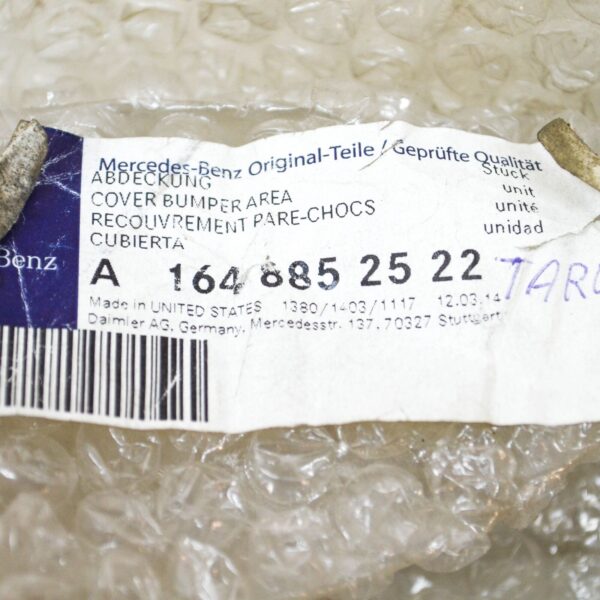 Mercedes-Benz Original-Teile / Geprüfte Qualität
ABDECKUNG Stück
COVER BUMPER AREA unit
RECOUVREMENT PARE-CHOCS unité
CUBIERTA unidad
Benz
A 164 885 25 22
Made in UNITED STATES 1380/1403/1117 12.03.14
Daimler AG, Germany, Mercedesstr. 137, 70327 Stuttgart